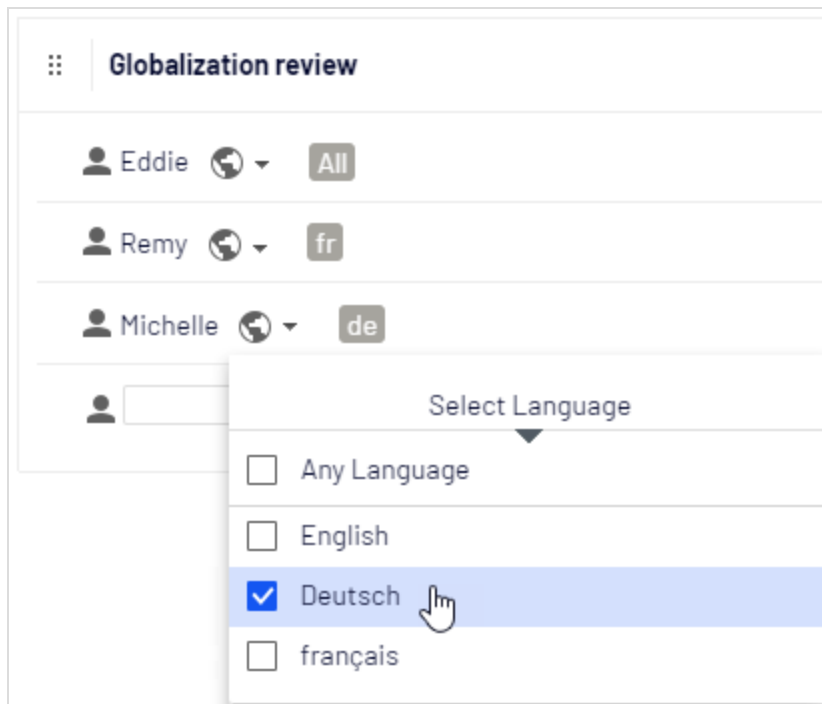 Globalization review
Eddie All
Remy fr
Michelle de
Select Language
Any Language
English
Deutsch
français